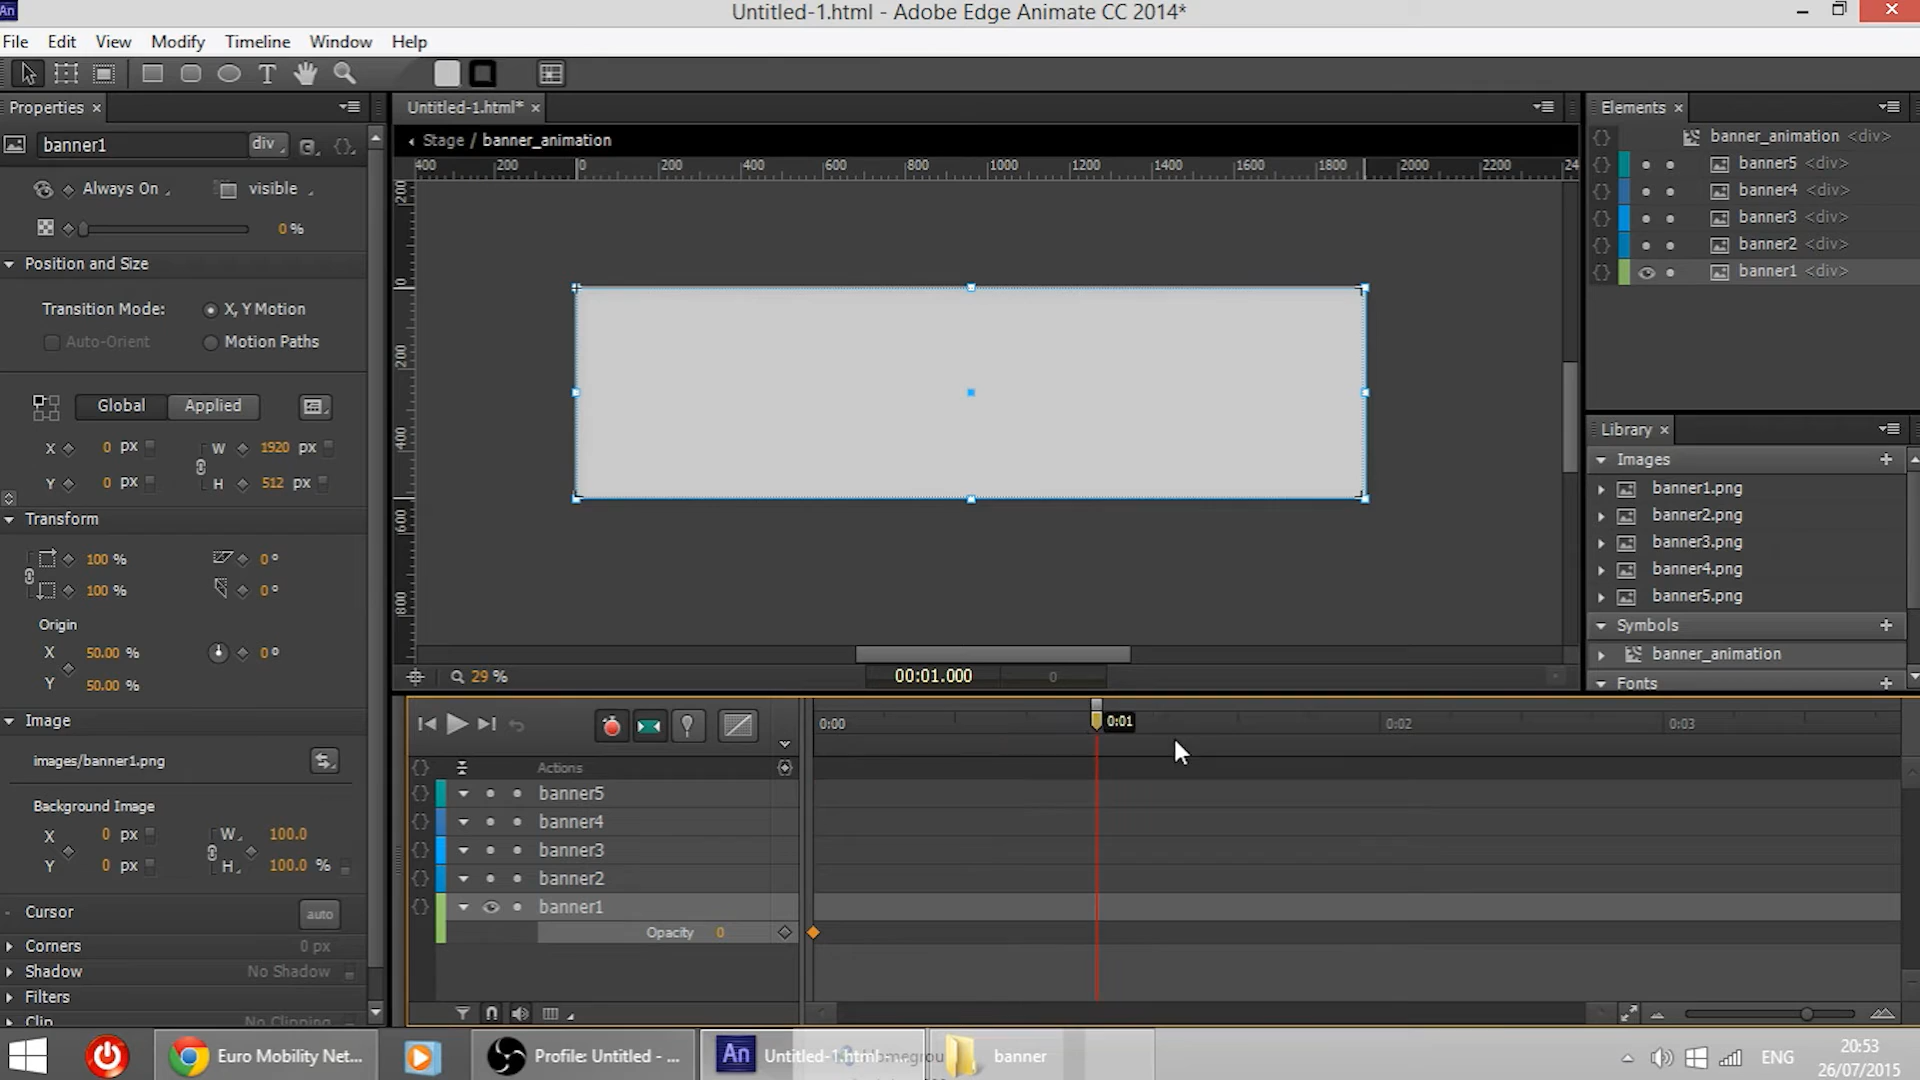 An
Untitled-1.html - Adobe Edge Animate CC 2014*
File Edit View Modify Timeline Window Help
T
Properties ×
Untitled-1.html* ×
Elements ×
banner1 div
Stage / banner_animation
banner_animation <div>
400 200 0 200 400 600 800 1000 1200 1400 1600 1800 2000 2200 24
banner5 <div>
Always On visible
banner4 <div>
0 %
banner3 <div>
Position and Size
banner2 <div>
banner1 <div>
Transition Mode: X, Y Motion
Auto-Orient Motion Paths
200 0 200 400 600 800
Global Applied
Library ×
X 0 px W 1920 px
Images +
Y 0 px H 512 px
banner1.png
Transform
banner2.png
banner3.png
100 % 0°
banner4.png
100 % 0°
banner5.png
Origin
Symbols +
X 50.00 % 0°
banner_animation
Y 50.00 %
29 % 00:01.000 0
Fonts +
Image
0:00 0:01 0:02 0:03
images/banner1.png
Actions
Background Image
banner5
X 0 px W 100.0
banner4
Y 0 px H 100.0 %
banner3
banner2
Cursor auto
banner1
Corners 0 px
Opacity 0
Shadow No Shadow
Filters
Clip No Clipping
Euro Mobility Net...
Profile: Untitled - ...
An Untitled-1.html
banner
ENG
20:53
26/07/2015